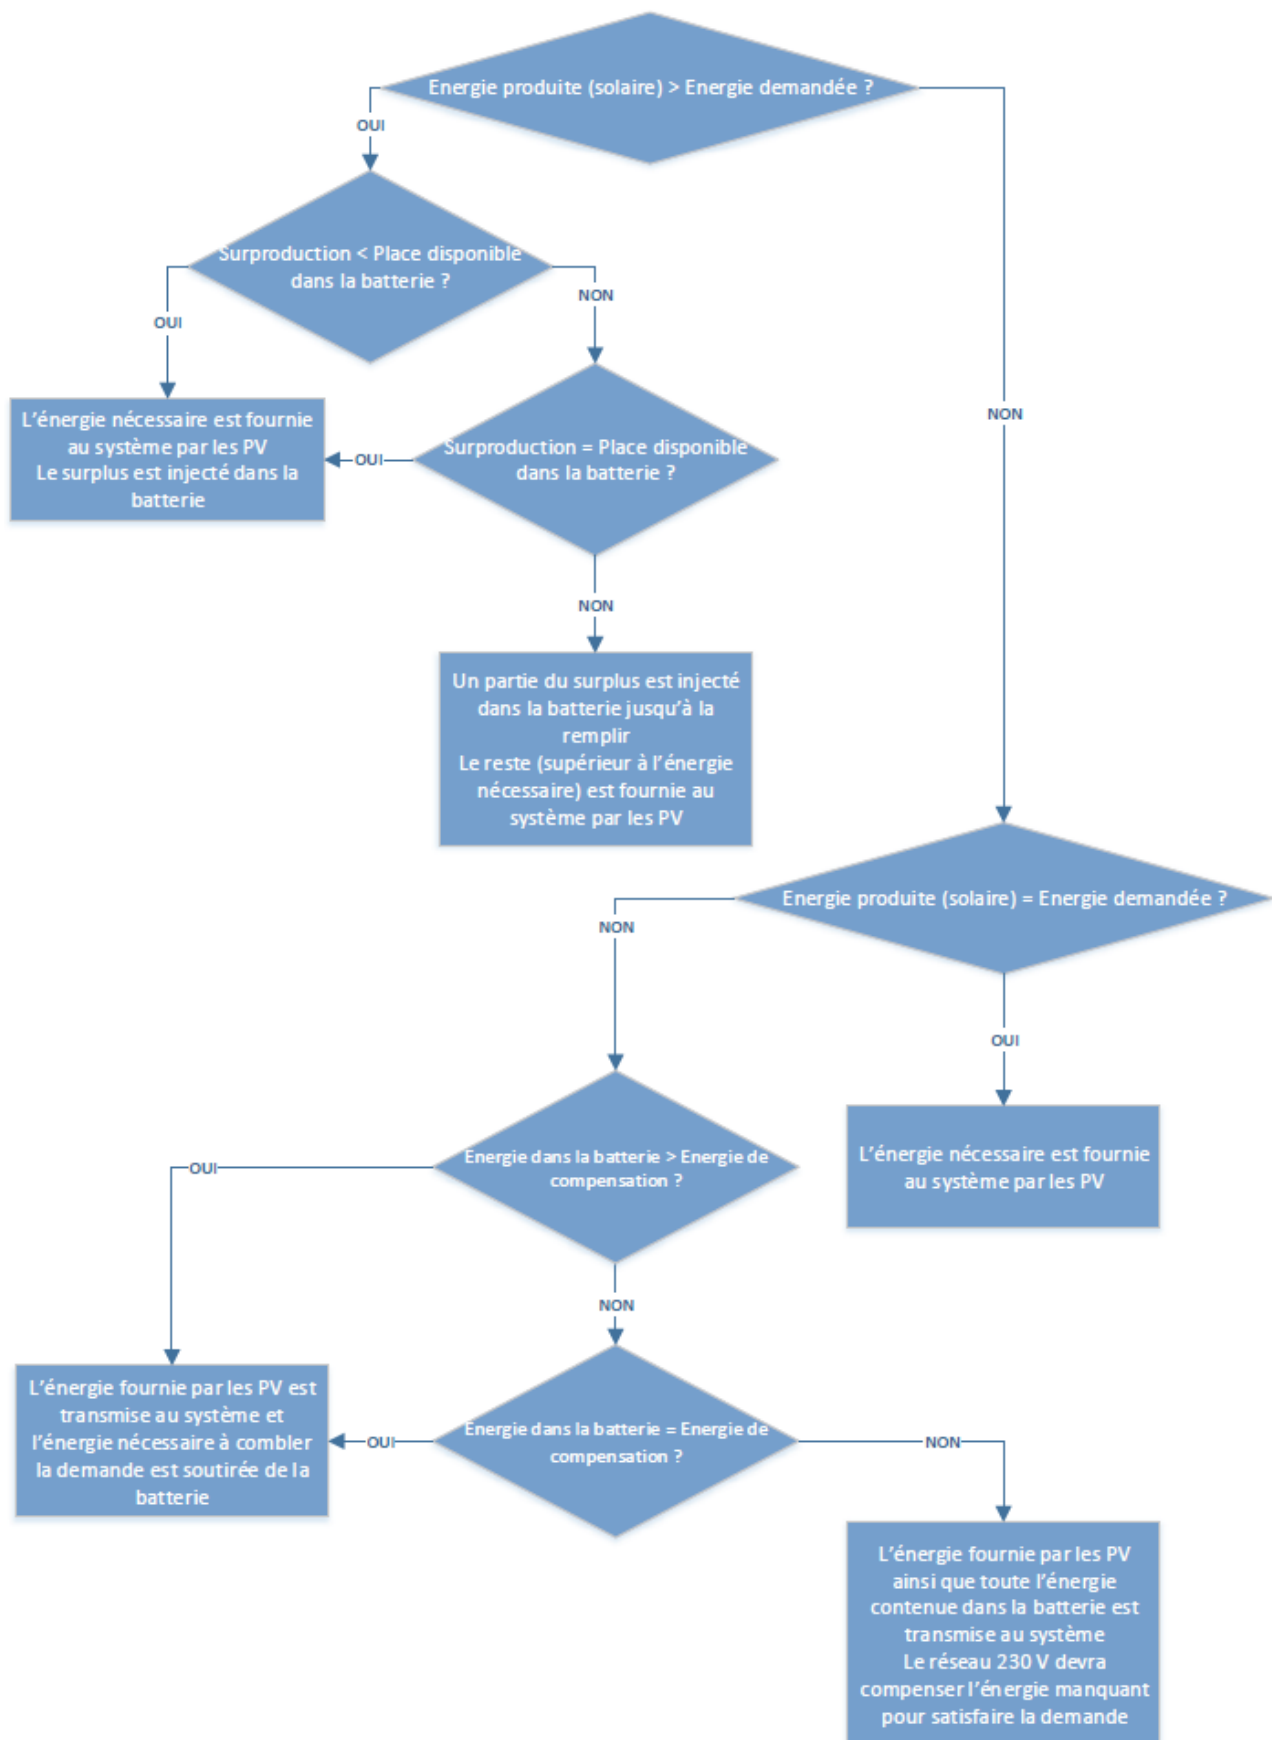 Energie produite (solaire) > Energie demandée ?
OUI
Surproduction < Place disponible
dans la batterie ?
OUI
NON
NON
L'énergie nécessaire est fournie
au système par les PV
Le surplus est injecté dans la
batterie
OUI
Surproduction = Place disponible
dans la batterie ?
NON
Un partie du surplus est injecté
dans la batterie jusqu'à la
remplir
Le reste (supérieur à l'énergie
nécessaire) est fournie au
système par les PV
Energie produite (solaire) = Energie demandée ?
NON
OUI
Energie dans la batterie > Energie de
compensation ?
OUI
L'énergie nécessaire est fournie
au système par les PV
NON
L'énergie fournie par les PV est
transmise au système et
l'énergie nécessaire à combler
la demande est soutirée de la
batterie
OUI
Energie dans la batterie = Energie de
compensation ?
NON
L'énergie fournie par les PV
ainsi que toute l'énergie
contenue dans la batterie est
transmise au système
Le réseau 230 V devra
compenser l'énergie manquant
pour satisfaire la demande